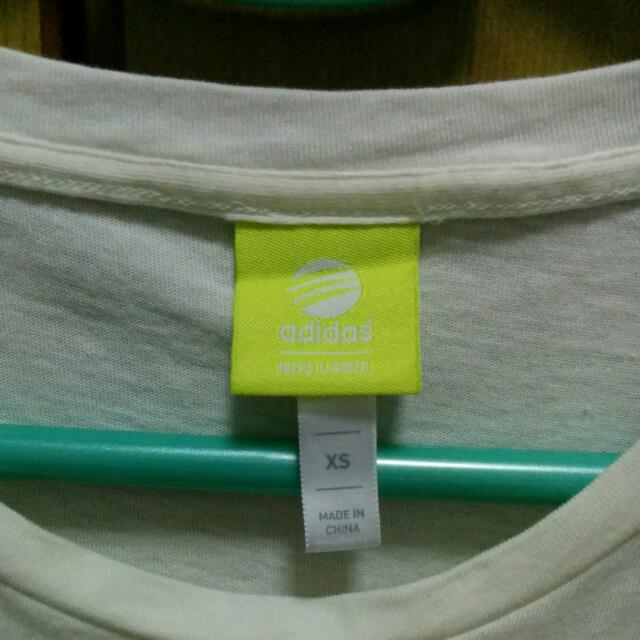 adidas
NEO LABEL
XS
MADE IN
CHINA